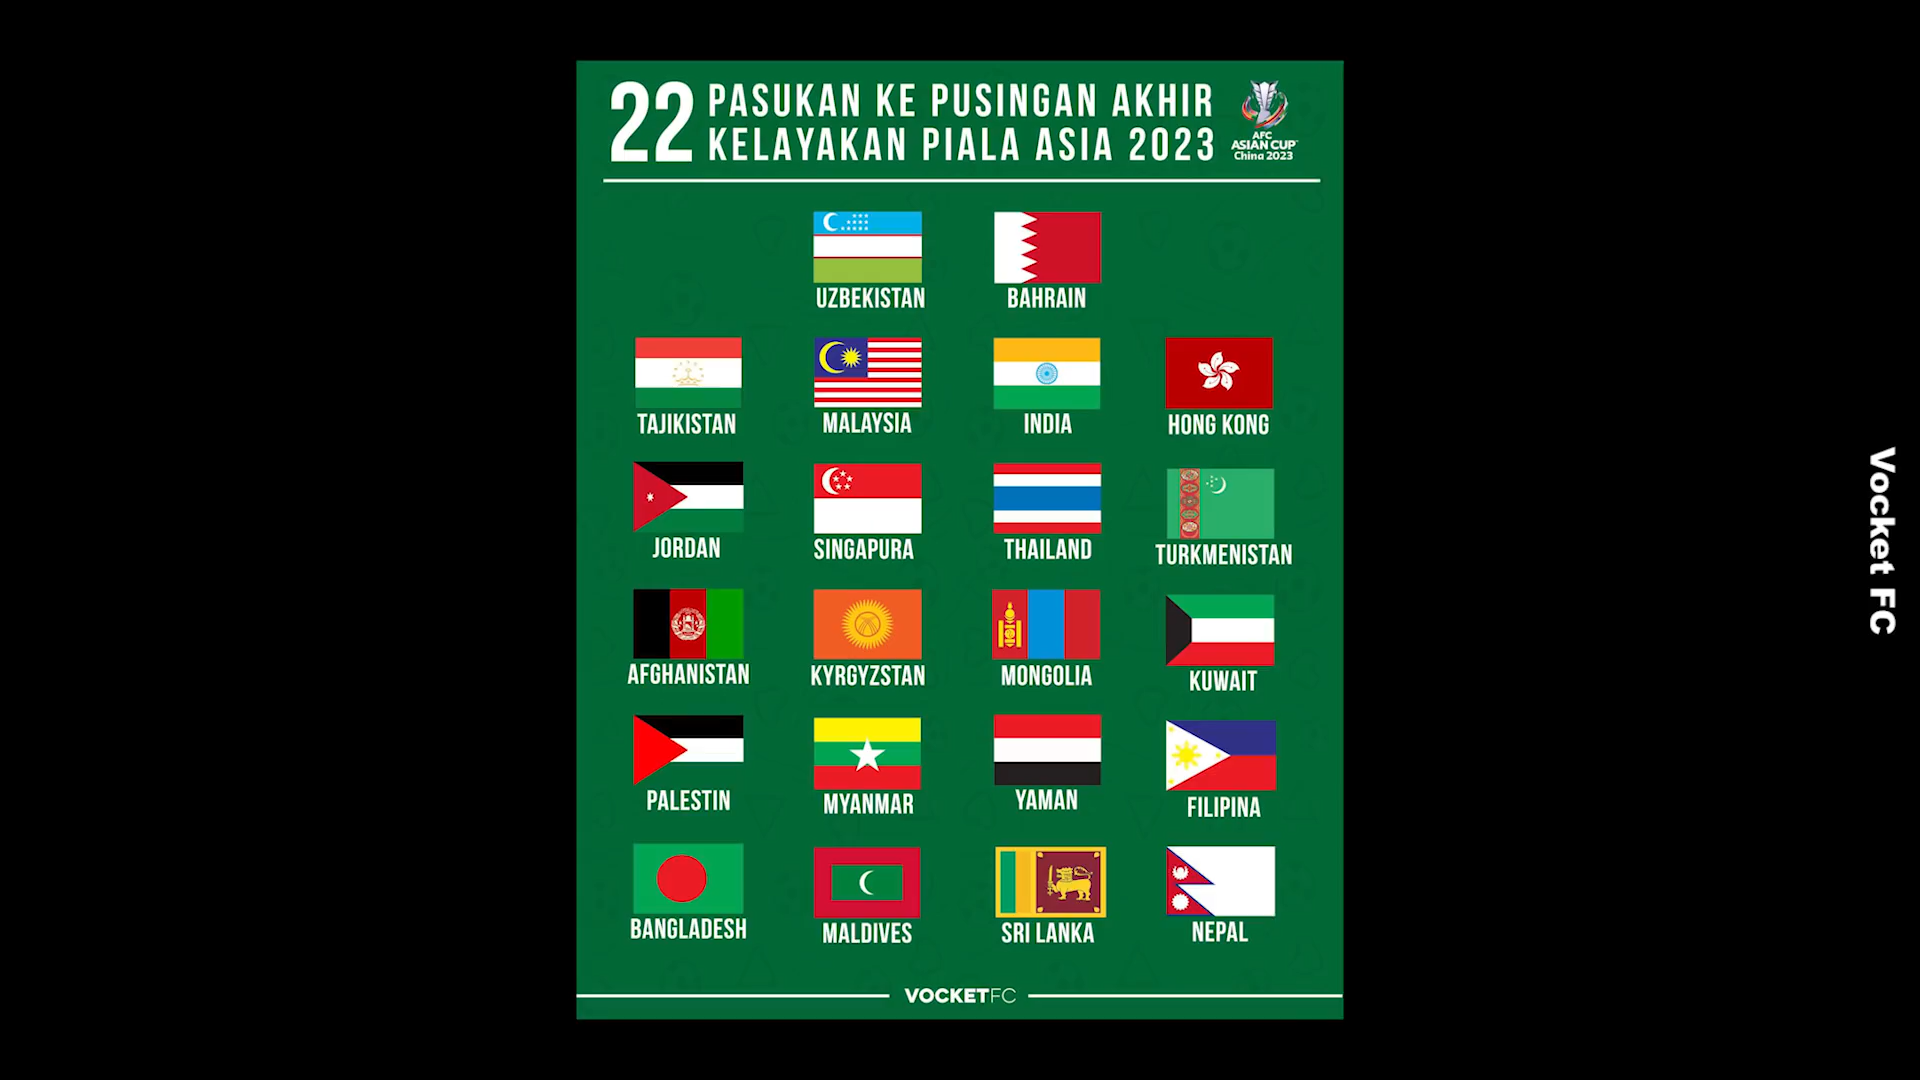 22 PASUKAN KE PUSINGAN AKHIR
KELAYAKAN PIALA ASIA 2023
AFC
ASIAN CUP
China 2023
UZBEKISTAN
BAHRAIN
TAJIKISTAN
MALAYSIA
INDIA
HONG KONG
JORDAN
SINGAPURA
THAILAND
TURKMENISTAN
AFGHANISTAN
KYRGYZSTAN
MONGOLIA
KUWAIT
PALESTIN
MYANMAR
YAMAN
FILIPINA
BANGLADESH
MALDIVES
SRI LANKA
NEPAL
VOCKETFC
Vocket FC